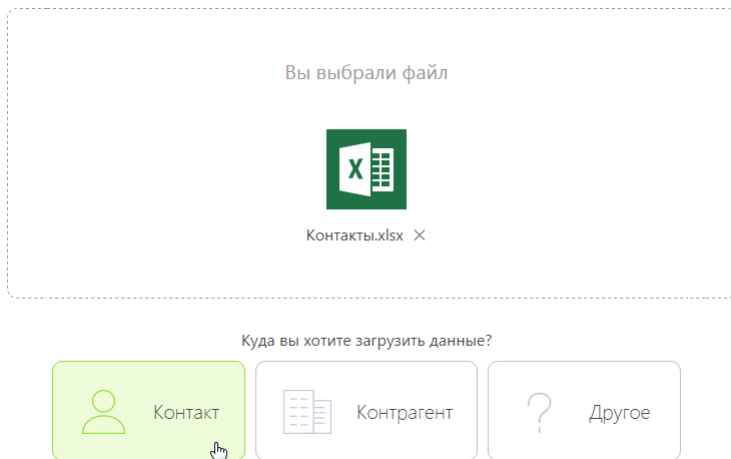 Вы выбрали файл
X
Контакты.xlsx
Куда вы хотите загрузить данные?
Контакт
Контрагент
? Другое